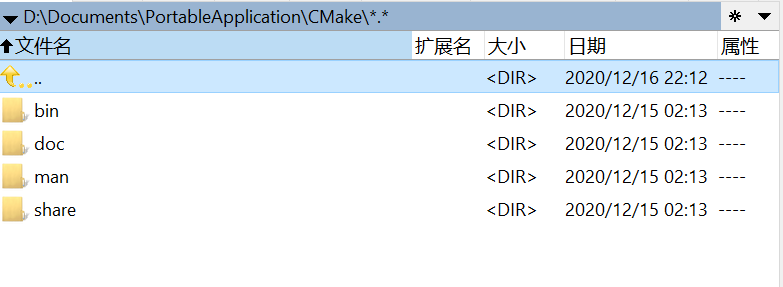 D:\Documents\PortableApplication\CMake\*.*
文件名 扩展名 大小 日期 属性
.. <DIR> 2020/12/16 22:12 ----
bin <DIR> 2020/12/15 02:13 ----
doc <DIR> 2020/12/15 02:13 ----
man <DIR> 2020/12/15 02:13 ----
share <DIR> 2020/12/15 02:13 ----